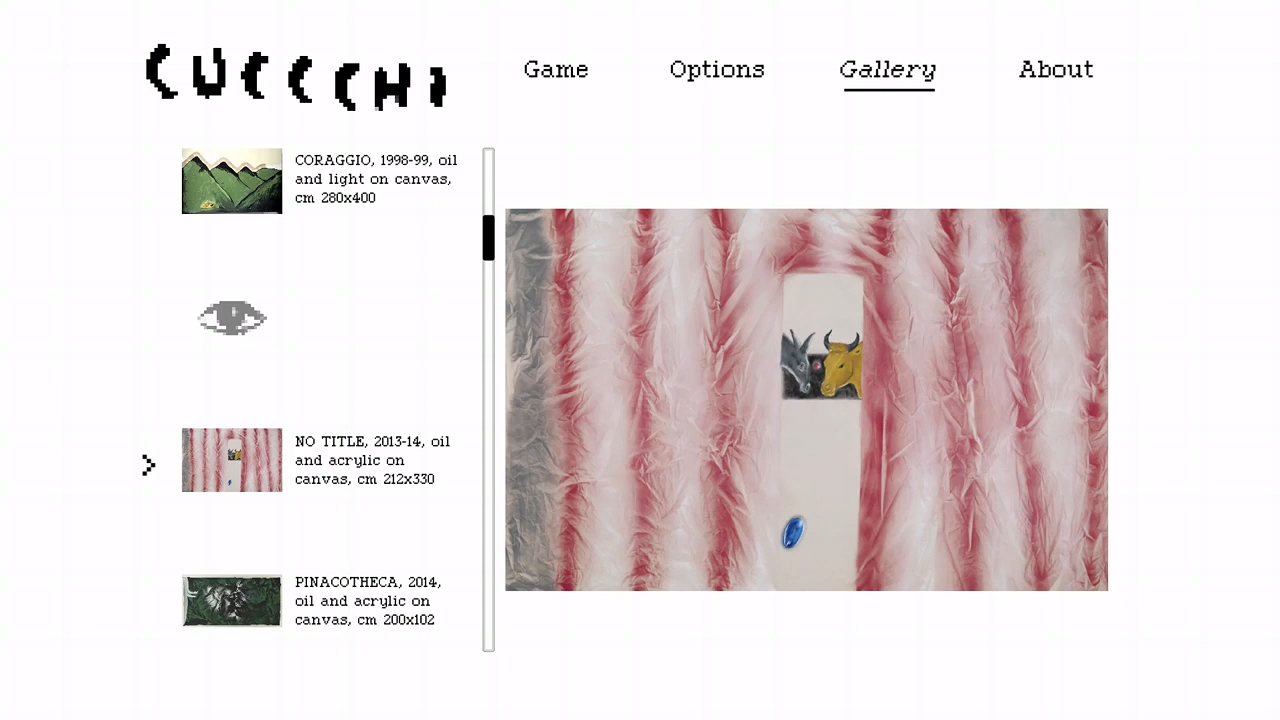 CUCCCHI
Game
Options
Gallery
About
CORAGGIO, 1998-99, oil
and light on canvas,
cm 280x400
NO TITLE, 2013-14, oil
and acrylic on
canvas, cm 212x330
PINACOTHECA, 2014,
oil and acrylic on
canvas, cm 200x102